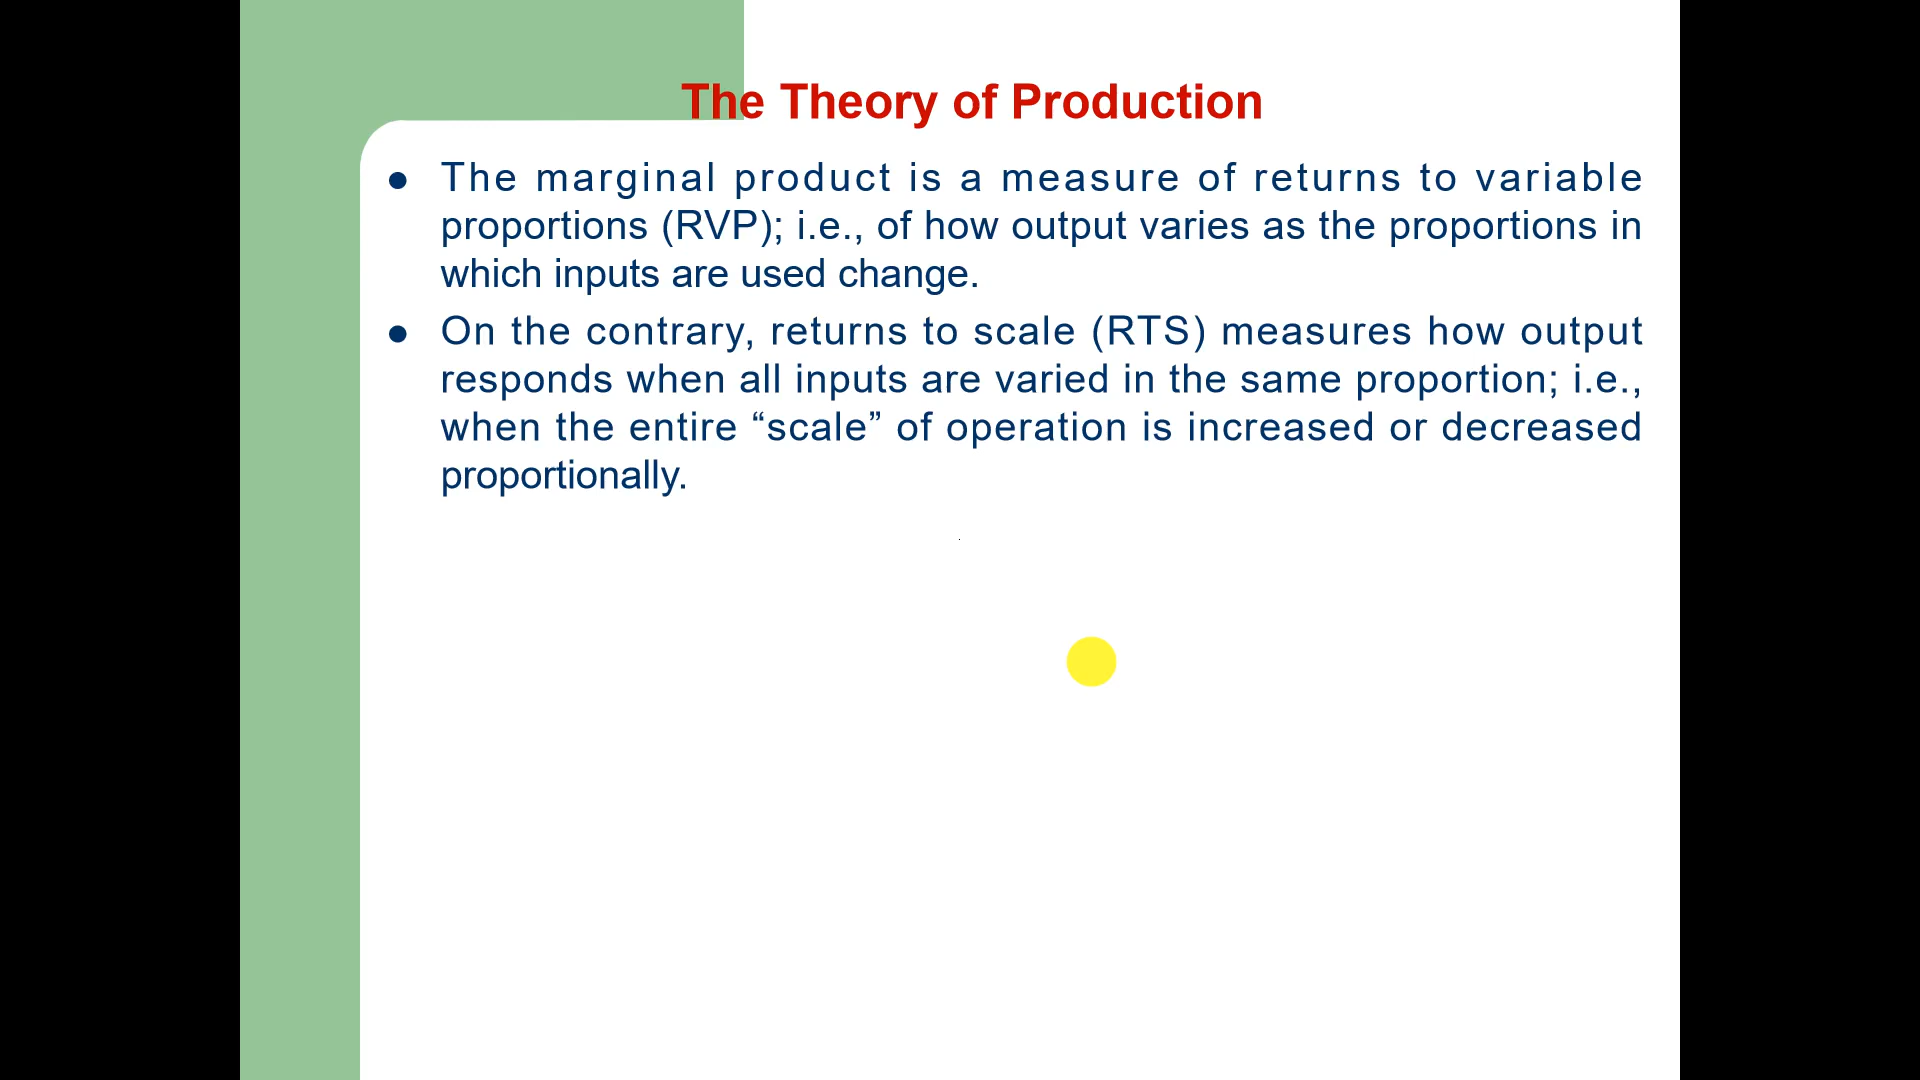 The Theory of Production
● The marginal product is a measure of returns to variable
proportions (RVP); i.e., of how output varies as the proportions in
which inputs are used change.
● On the contrary, returns to scale (RTS) measures how output
responds when all inputs are varied in the same proportion; i.e.,
when the entire “scale” of operation is increased or decreased
proportionally.